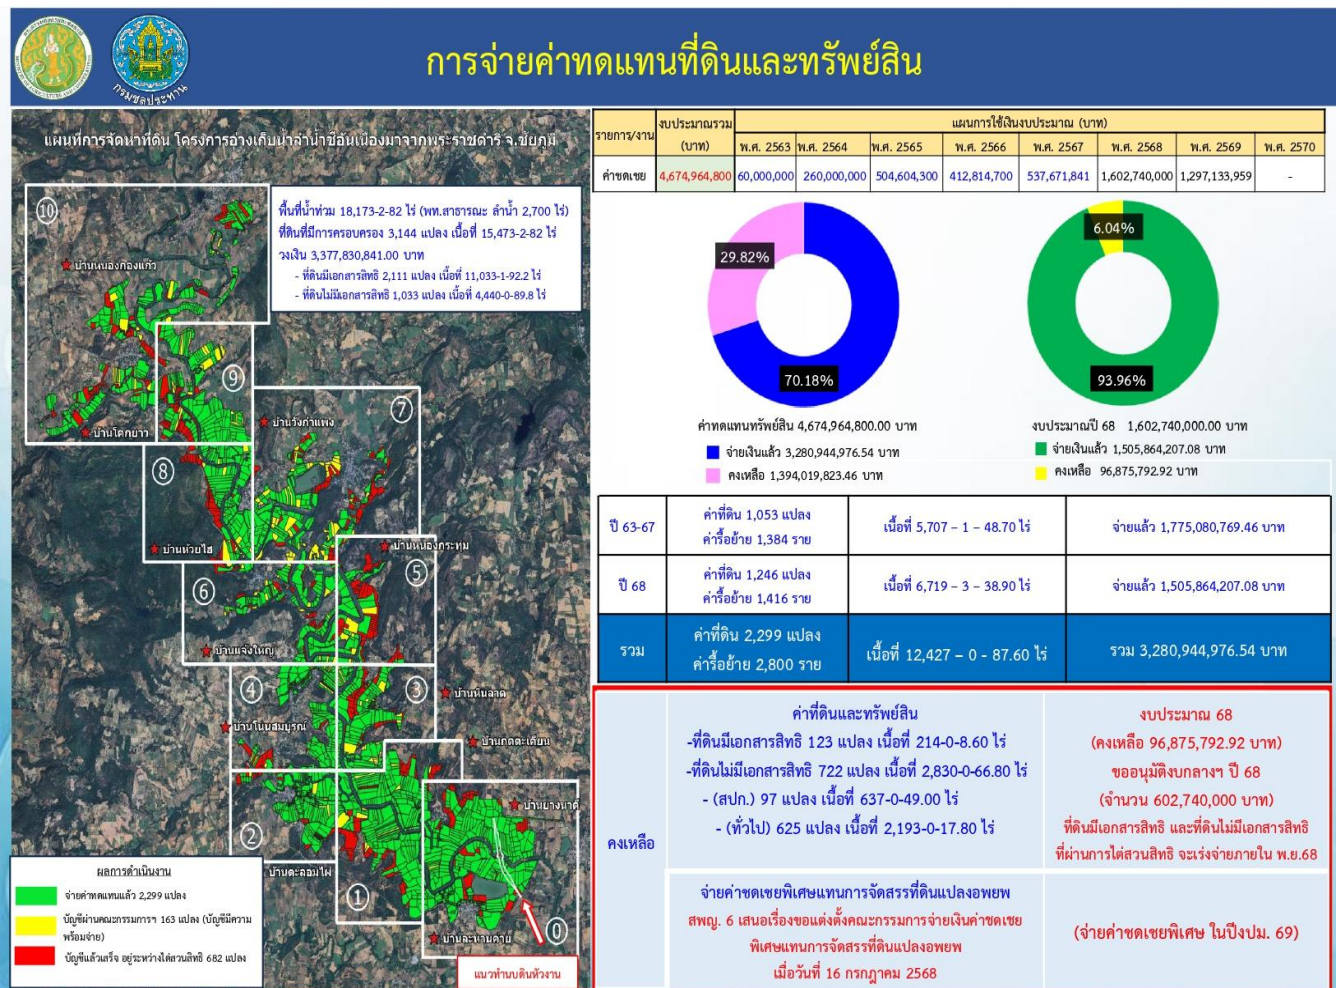 กรมชลประทาน
การจ่ายค่าทดแทนที่ดินและทรัพย์สิน
แผนที่การจัดหาที่ดิน โครงการอ่างเก็บน้ำลำน้ำชีอันเนื่องมาจากพระราชดำริ จ.ชัยภูมิ
พื้นที่น้ำท่วม 18,173-2-82 ไร่ (พท.สาธารณะ ลำน้ำ 2,700 ไร่)
ที่ดินที่มีการครอบครอง 3,144 แปลง เนื้อที่ 15,473-2-82 ไร่
วงเงิน 3,377,830,841.00 บาท
- ที่ดินมีเอกสารสิทธิ 2,111 แปลง เนื้อที่ 11,033-1-92.2 ไร่
- ที่ดินไม่มีเอกสารสิทธิ 1,033 แปลง เนื้อที่ 4,440-0-89.8 ไร่
10
บ้านหนองกองแก้ว
9
7
บ้านโตกยาว
บ้านวังกำแพง
8
บ้านห้วยไฮ
บ้านหนองกระทุ่ม
5
6
บ้านแจ้งใหญ่
4
3
บ้านหินลาด
บ้านโนนสมบูรณ์
บ้านกุดตะเคียน
บ้านยางนาดี
2
บ้านตะลอมไผ่
1
0
บ้านละหานค่าย
แนวทำนบดินหัวงาน
ผลการดำเนินงาน
จ่ายค่าทดแทนแล้ว 2,299 แปลง
บัญชีผ่านคณะกรรมการฯ 163 แปลง (บัญชีมีความ
พร้อมจ่าย)
บัญชีแล้วเสร็จ อยู่ระหว่างไต่สวนสิทธิ 682 แปลง
รายการ/งาน งบประมาณรวม (บาท) แผนการใช้เงินงบประมาณ (บาท)
พ.ศ. 2563 พ.ศ. 2564 พ.ศ. 2565 พ.ศ. 2566 พ.ศ. 2567 พ.ศ. 2568 พ.ศ. 2569 พ.ศ. 2570
ค่าชดเชย 4,674,964,800 60,000,000 260,000,000 504,604,300 412,814,700 537,671,841 1,602,740,000 1,297,133,959 -
29.82%
70.18%
ค่าทดแทนทรัพย์สิน 4,674,964,800.00 บาท
จ่ายเงินแล้ว 3,280,944,976.54 บาท
คงเหลือ 1,394,019,823.46 บาท
6.04%
93.96%
งบประมาณปี 68 1,602,740,000.00 บาท
จ่ายเงินแล้ว 1,505,864,207.08 บาท
คงเหลือ 96,875,792.92 บาท
ปี 63-67 ค่าที่ดิน 1,053 แปลง เนื้อที่ 5,707 – 1 – 48.70 ไร่ จ่ายแล้ว 1,775,080,769.46 บาท
ค่ารื้อย้าย 1,384 ราย
ปี 68 ค่าที่ดิน 1,246 แปลง เนื้อที่ 6,719 – 3 – 38.90 ไร่ จ่ายแล้ว 1,505,864,207.08 บาท
ค่ารื้อย้าย 1,416 ราย
รวม ค่าที่ดิน 2,299 แปลง เนื้อที่ 12,427 – 0 - 87.60 ไร่ รวม 3,280,944,976.54 บาท
ค่ารื้อย้าย 2,800 ราย
คงเหลือ
ค่าที่ดินและทรัพย์สิน
-ที่ดินมีเอกสารสิทธิ 123 แปลง เนื้อที่ 214-0-8.60 ไร่
-ที่ดินไม่มีเอกสารสิทธิ 722 แปลง เนื้อที่ 2,830-0-66.80 ไร่
- (สปก.) 97 แปลง เนื้อที่ 637-0-49.00 ไร่
- (ทั่วไป) 625 แปลง เนื้อที่ 2,193-0-17.80 ไร่
งบประมาณ 68
(คงเหลือ 96,875,792.92 บาท)
ขออนุมัติงบกลางฯ ปี 68
(จำนวน 602,740,000 บาท)
ที่ดินมีเอกสารสิทธิ และที่ดินไม่มีเอกสารสิทธิ
ที่ผ่านการไต่สวนสิทธิ จะเร่งจ่ายภายใน พ.ย.68
จ่ายค่าชดเชยพิเศษแทนการจัดสรรที่ดินแปลงอพยพ
สพญ. 6 เสนอเรื่องขอแต่งตั้งคณะกรรมการจ่ายเงินค่าชดเชย
พิเศษแทนการจัดสรรที่ดินแปลงอพยพ
เมื่อวันที่ 16 กรกฎาคม 2568
(จ่ายค่าชดเชยพิเศษ ในปีงปม. 69)